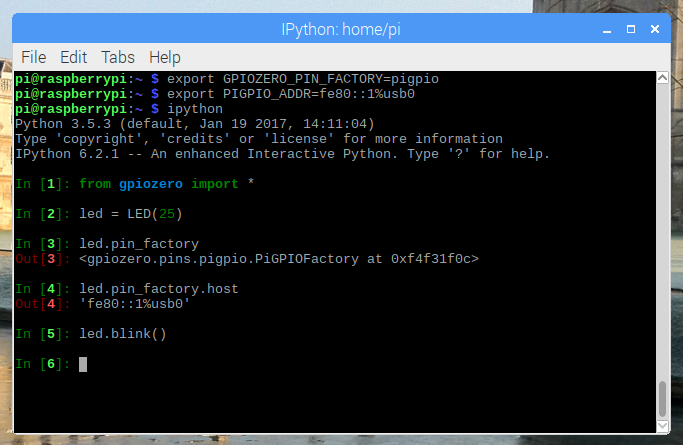 IPython: home/pi
File Edit Tabs Help
pi@raspberrypi:~ $ export GPIOZERO_PIN_FACTORY=pigpio
pi@raspberrypi:~ $ export PIGPIO_ADDR=fe80::1%usb0
pi@raspberrypi:~ $ ipython
Python 3.5.3 (default, Jan 19 2017, 14:11:04)
Type 'copyright', 'credits' or 'license' for more information
IPython 6.2.1 -- An enhanced Interactive Python. Type '?' for help.
In [1]: from gpiozero import *
In [2]: led = LED(25)
In [3]: led.pin_factory
Out[3]: <gpiozero.pins.pigpio.PiGPIOFactory at 0xf4f31f0c>
In [4]: led.pin_factory.host
Out[4]: 'fe80::1%usb0'
In [5]: led.blink()
In [6]: